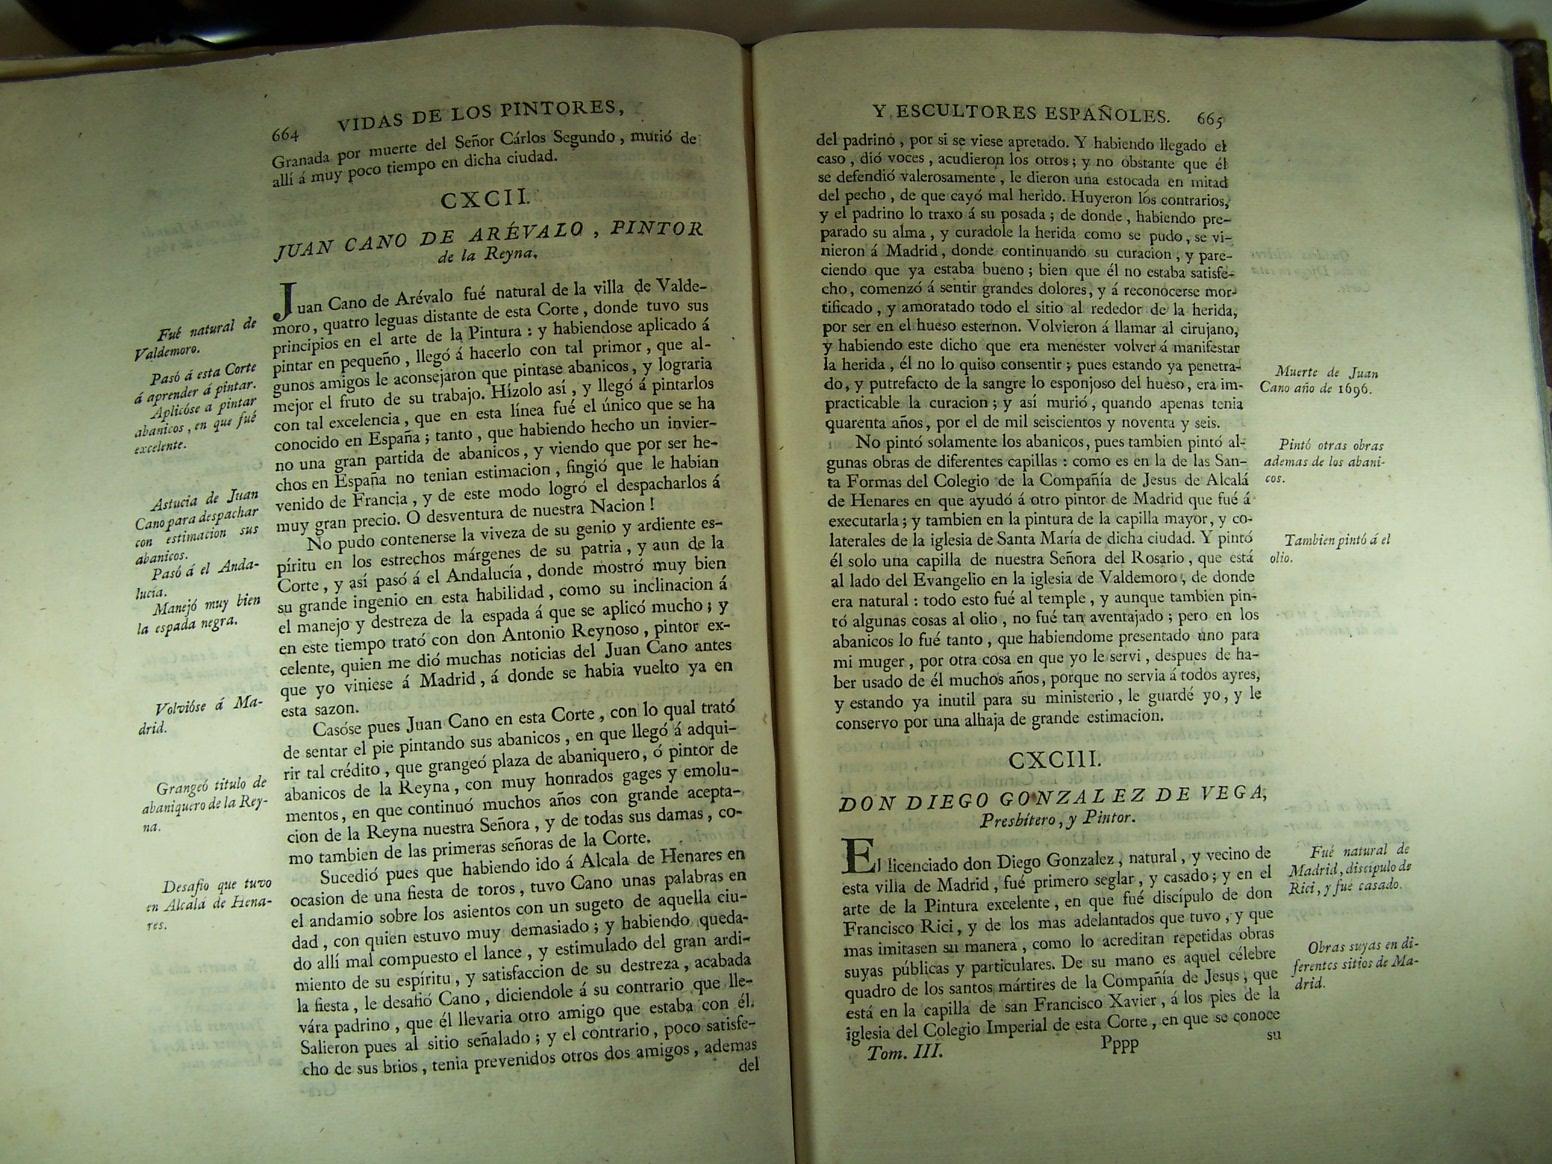 664 VIDAS DE LOS PINTORES,
Granada por muerte del Señor Cárlos Segundo, murió de
allí á muy poco tiempo en dicha ciudad.
CXCII.
JUAN CANO DE ARÉVALO, PINTOR
de la Reyna.
Juan Cano de Arévalo fué natural de la villa de Valde-
moro, quatro leguas distante de esta Corte, donde tuvo sus
principios en el arte de la Pintura: y habiendose aplicado á
pintar en pequeño, llegó á hacerlo con tal primor, que al-
gunos amigos le aconsejaron que pintase abanicos, y lograria
mejor el fruto de su trabajo. Hízolo así, y llegó á pintarlos
con tal excelencia, que en esta línea fué el único que se ha
conocido en España; tanto, que habiendo hecho un invier-
no una gran partida de abanicos, y viendo que por ser he-
chos en España no tenian estimacion, fingió que le habian
venido de Francia, y de este modo logró el despacharlos á
muy gran precio. O desventura de nuestra Nacion!
No pudo contenerse la viveza de su genio y ardiente es-
píritu en los estrechos márgenes de su patria, y aun de la
Corte, y así pasó á el Andalucía, donde mostró muy bien
su grande ingenio en esta habilidad, como su inclinacion á
el manejo y destreza de la espada á que se aplicó mucho; y
en este tiempo trató con don Antonio Reynoso, pintor ex-
celente, quien me dió muchas noticias del Juan Cano antes
que yo viniese á Madrid, á donde se habia vuelto ya en
esta sazon.
Casóse pues Juan Cano en esta Corte, con lo qual trató
de sentar el pie pintando sus abanicos, en que llegó á adqui-
rir tal crédito, que grangeó plaza de abaniquero, ó pintor de
abanicos de la Reyna, con muy honrados gages y emolu-
mentos, en que continuó muchos años con grande acepta-
cion de la Reyna nuestra Señora, y de todas sus damas, co-
mo tambien de las primeras señoras de la Corte.
Sucedió pues que habiendo ido á Alcala de Henares en
ocasion de una fiesta de toros, tuvo Cano unas palabras en
el andamio sobre los asientos con un sugeto de aquella ciu-
dad, con quien estuvo muy demasiado; y habiendo queda-
do allí mal compuesto el lance, y estimulado del gran ardi-
miento de su espíritu, y satisfaccion de su destreza, acabada
la fiesta, le desafió Cano, diciendole á su contrario que lle-
vára padrino, que él llevaria otro amigo que estaba con él.
Salieron pues al sitio señalado; y el contrario, poco satisfe-
cho de sus brios, tenia prevenidos otros dos amigos, ademas
del
Fué natural de
Valdemoro.
Pasó á esta Corte
á aprender á pintar.
Aplicóse a pintar
abanicos, en que fué
excelente.
Astucia de Juan
Cano para despachar
con estimacion sus
abanicos.
Pasó á el Anda-
lucía.
Manejó muy bien
la espada negra.
Volvióse á Ma-
drid.
Grangeó titulo de
abaniquero de la Rey-
na.
Desafio que tuvo
en Alcalá de Hena-
res.
Y ESCULTORES ESPAÑOLES. 665
del padrino, por si se viese apretado. Y habiendo llegado el
caso, dió voces, acudieron los otros; y no obstante que él
se defendió valerosamente, le dieron una estocada en mitad
del pecho, de que cayó mal herido. Huyeron los contrarios,
y el padrino lo traxo á su posada; de donde, habiendo pre-
parado su alma, y curadole la herida como se pudo, se vi-
nieron á Madrid, donde continuando su curacion, y pare-
ciendo que ya estaba bueno; bien que él no estaba satisfe-
cho, comenzó á sentir grandes dolores, y á reconocerse mor-
tificado, y amoratado todo el sitio al rededor de la herida,
por ser en el hueso esternon. Volvieron á llamar al cirujano,
y habiendo este dicho que era menester volver á manifestar
la herida, él no lo quiso consentir; pues estando ya penetra-
do, y putrefacto de la sangre lo esponjoso del hueso, era im-
practicable la curacion; y así murió, quando apenas tenia
quarenta años, por el de mil seiscientos y noventa y seis.
No pintó solamente los abanicos, pues tambien pintó al-
gunas obras de diferentes capillas: como es en la de las San-
ta Formas del Colegio de la Compañía de Jesus de Alcalá
de Henares en que ayudó á otro pintor de Madrid que fué á
executarla; y tambien en la pintura de la capilla mayor, y co-
laterales de la iglesia de Santa María de dicha ciudad. Y pintó
él solo una capilla de nuestra Señora del Rosario, que está
al lado del Evangelio en la iglesia de Valdemoro, de donde
era natural: todo esto fué al temple, y aunque tambien pin-
tó algunas cosas al olio, no fué tan aventajado; pero en los
abanicos lo fué tanto, que habiendome presentado uno para
mi muger, por otra cosa en que yo le servi, despues de ha-
ber usado de él muchos años, porque no servia á todos ayres,
y estando ya inutil para su ministerio, le guardé yo, y le
conservo por una alhaja de grande estimacion.
CXCIII.
DON DIEGO GONZALEZ DE VEGA,
Presbítero, y Pintor.
El licenciado don Diego Gonzalez, natural, y vecino de
esta villa de Madrid, fué primero seglar, y casado; y en el
arte de la Pintura excelente, en que fué discípulo de don
Francisco Rici, y de los mas adelantados que tuvo, y que
mas imitasen su manera, como lo acreditan repetidas obras
suyas públicas y particulares. De su mano es aquel célebre
quadro de los santos mártires de la Compañía de Jesus, que
está en la capilla de san Francisco Xavier, á los pies de la
iglesia del Colegio Imperial de esta Corte, en que se conoce
Tom. III. Pppp su
Muerte de Juan
Cano año de 1696.
Pintó otras obras
ademas de los abani-
cos.
Tambien pintó á el
olio.
Fué natural de
Madrid, discípulo de
Rici, y fué casado.
Obras suyas en di-
ferentes sitios de Ma-
drid.